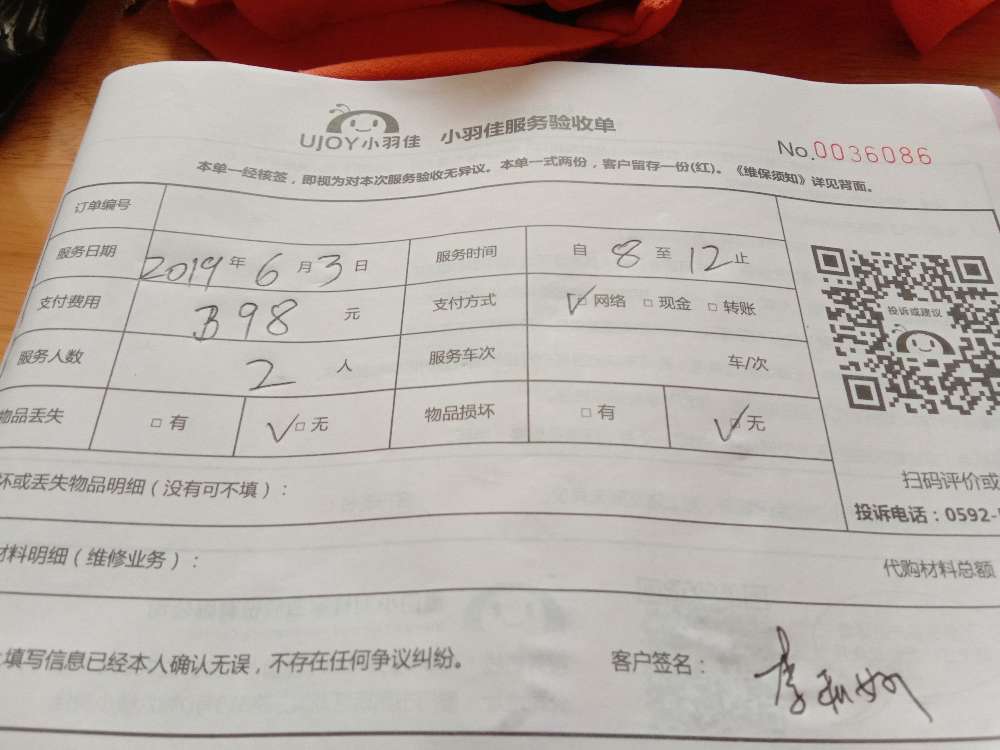 UJOY小羽佳 小羽佳服务验收单
No.0036086
本单一经核签，即视为对本次服务验收无异议。本单一式两份，客户留存一份(红)。《维保须知》详见背面。
订单编号
服务日期 2019年6月3日 服务时间 自8至12止
支付费用 398元 支付方式 ✓□网络 □现金 □转账
服务人数 2人 服务车次 车/次
物品丢失 □有 ✓□无 物品损坏 □有 ✓□无
投诉或建议
坏或丢失物品明细（没有可不填）：
扫码评价或
投诉电话：0592-
材料明细（维修业务）：
代购材料总额
填写信息已经本人确认无误，不存在任何争议纠纷。 客户签名：